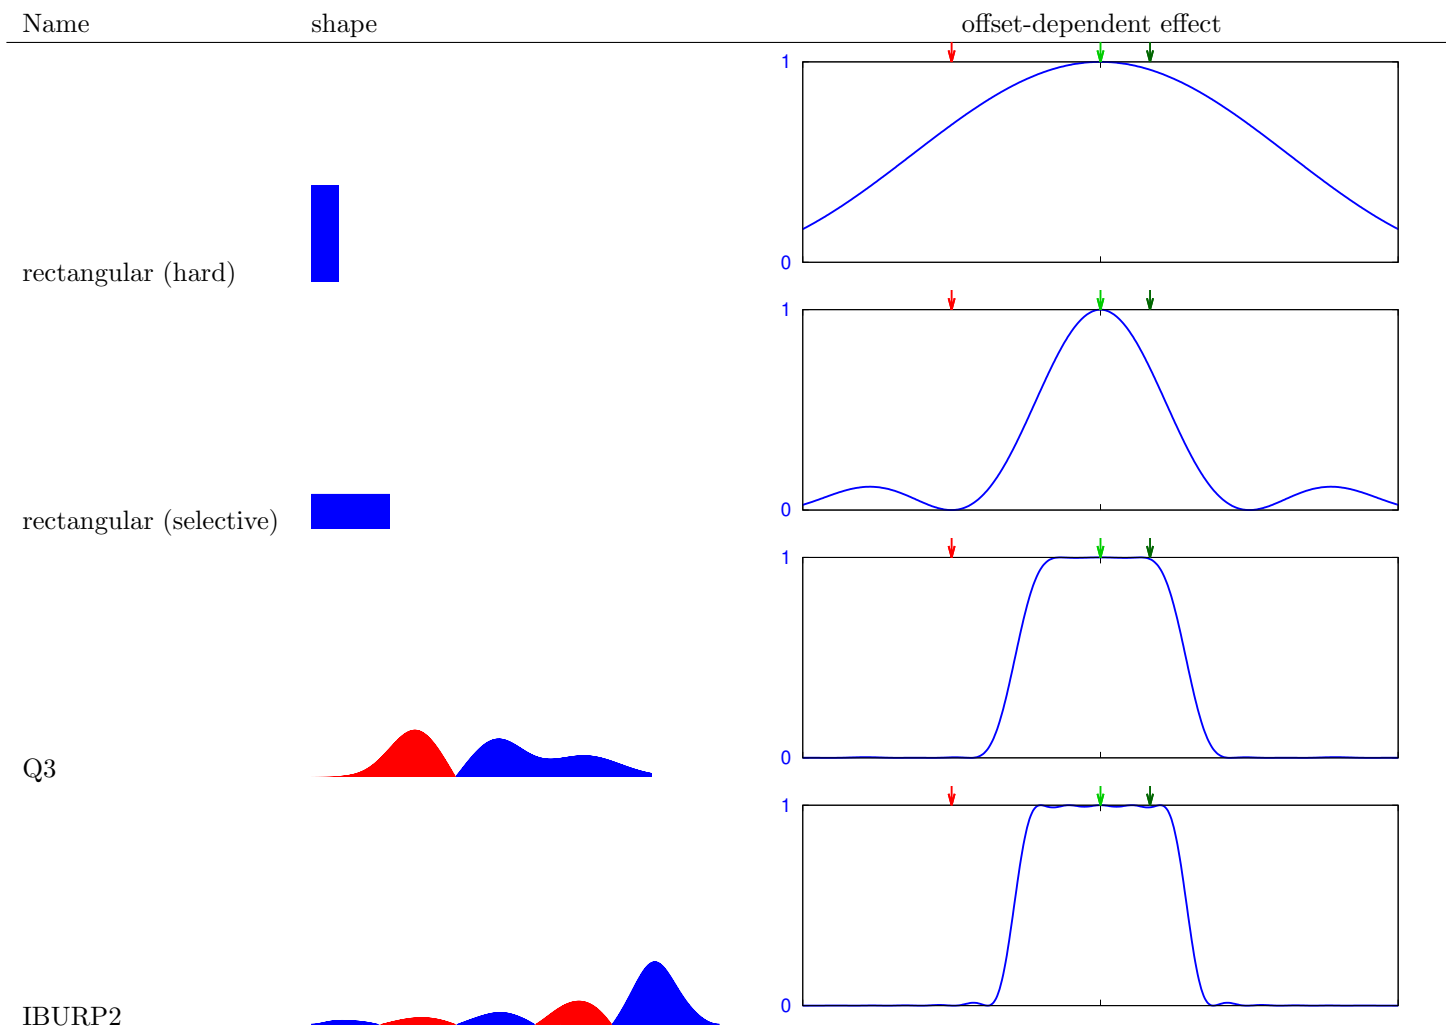 Name shape offset-dependent effect
1
0
rectangular (hard)
1
0
rectangular (selective)
1
0
Q3
1
0
IBURP2